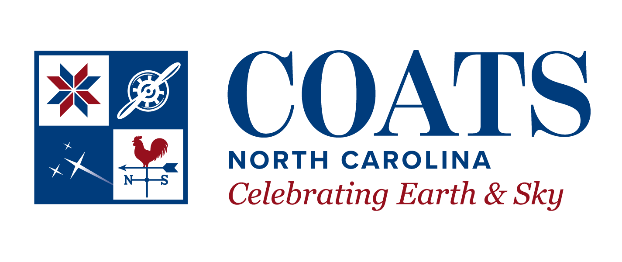 N S
COATS
NORTH CAROLINA
Celebrating Earth & Sky